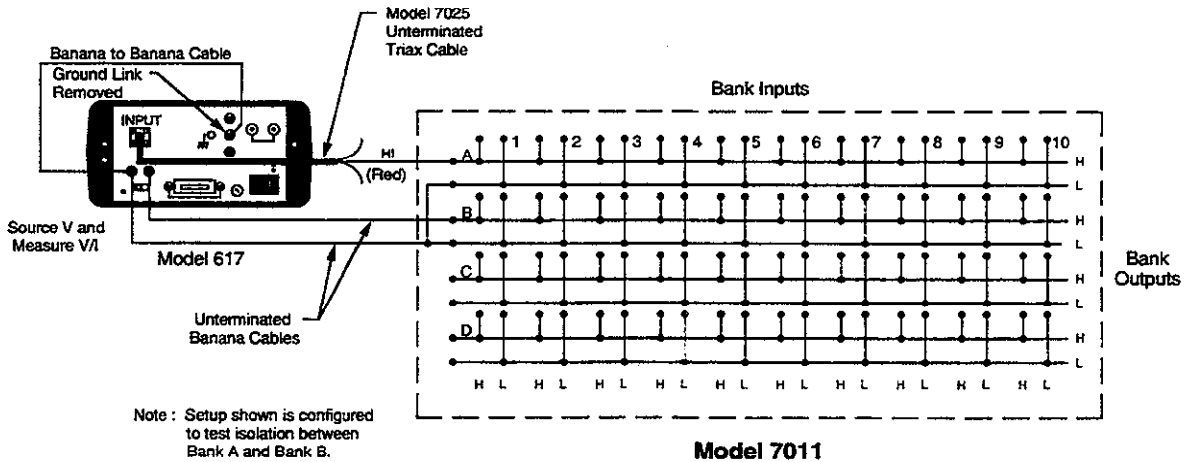 Model 7025
Unterminated
Triax Cable
Banana to Banana Cable
Ground Link
Removed
INPUT
HI
(Red)
Source V and
Measure V/I
Model 617
Unterminated
Banana Cables
Note : Setup shown is configured
to test isolation between
Bank A and Bank B.
Bank Inputs
1 2 3 4 5 6 7 8 9 10
A H
L
B H
L
C H
L
D H
L
H L H L H L H L H L H L H L H L H L H L
Bank
Outputs
Model 7011